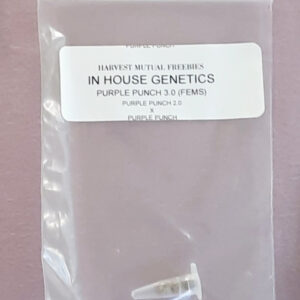 PURPLE PUNCH
HARVEST MUTUAL FREEBIES
IN HOUSE GENETICS
PURPLE PUNCH 3.0 (FEMS)
PURPLE PUNCH 2.0
X
PURPLE PUNCH